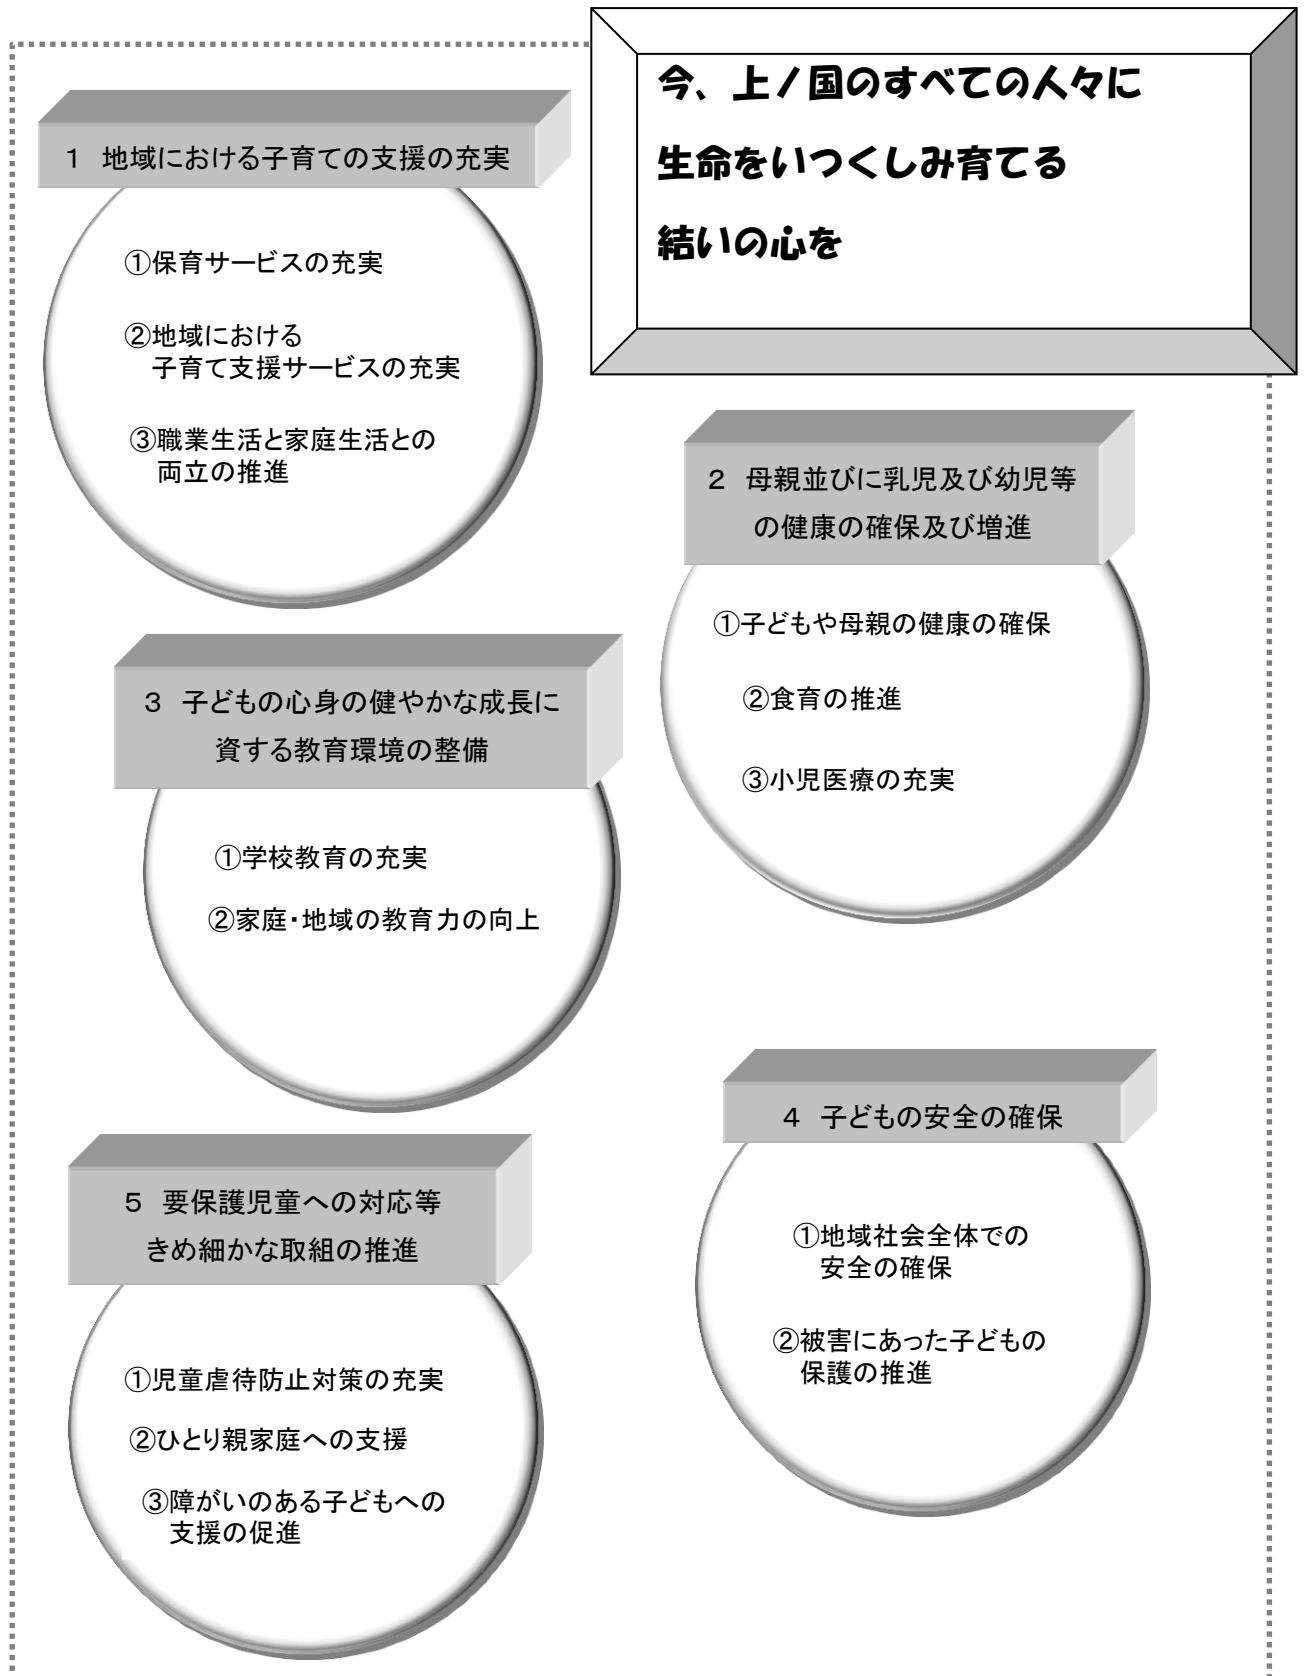 今、上ノ国のすべての人々に
生命をいつくしみ育てる
結いの心を
1 地域における子育ての支援の充実
①保育サービスの充実
②地域における
子育て支援サービスの充実
③職業生活と家庭生活との
両立の推進
2 母親並びに乳児及び幼児等
の健康の確保及び増進
①子どもや母親の健康の確保
②食育の推進
③小児医療の充実
3 子どもの心身の健やかな成長に
資する教育環境の整備
①学校教育の充実
②家庭・地域の教育力の向上
4 子どもの安全の確保
①地域社会全体での
安全の確保
②被害にあった子どもの
保護の推進
5 要保護児童への対応等
きめ細かな取組の推進
①児童虐待防止対策の充実
②ひとり親家庭への支援
③障がいのある子どもへの
支援の促進